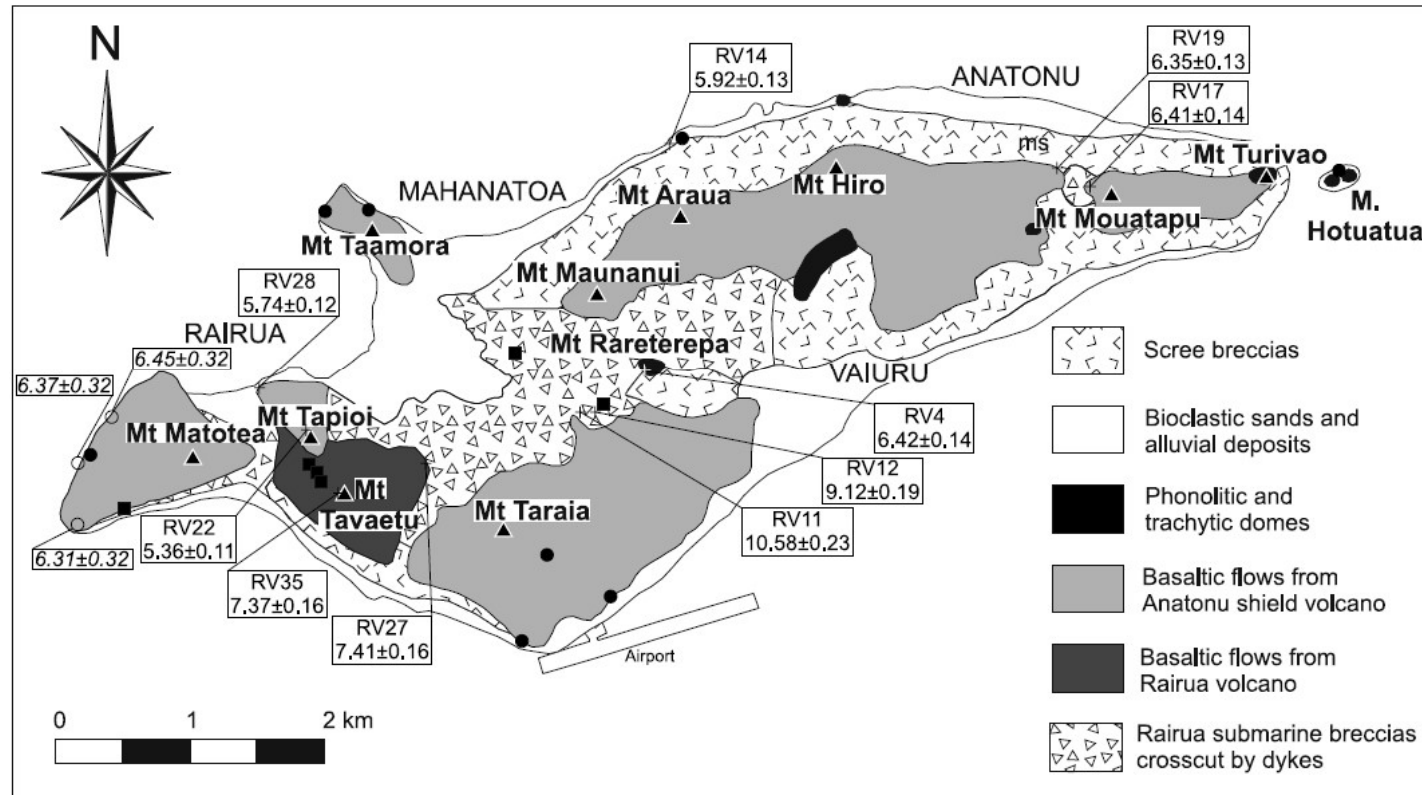 N
RV14
5.92±0.13
ANATONU
RV19
6.35±0.13
RV17
6.41±0.14
ms
Mt Turivao
Mt Hiro
MAHANATOA
Mt Araua
M.
Hotuatua
Mt Mouatapu
Mt Taamora
Mt Maunanui
RV28
5.74±0.12
RAIRUA
6.45±0.32
6.37±0.32
Mt Rareterepa
VAIURU
Mt Tapioi
Mt Matotea
RV4
6.42±0.14
RV12
9.12±0.19
RV11
10.58±0.23
Mt
Tavaetu
Mt Taraia
RV22
5.36±0.11
6.31±0.32
RV35
7.37±0.16
RV27
7.41±0.16
Airport
0 1 2 km
Scree breccias
Bioclastic sands and
alluvial deposits
Phonolitic and
trachytic domes
Basaltic flows from
Anatonu shield volcano
Basaltic flows from
Rairua volcano
Rairua submarine breccias
crosscut by dykes